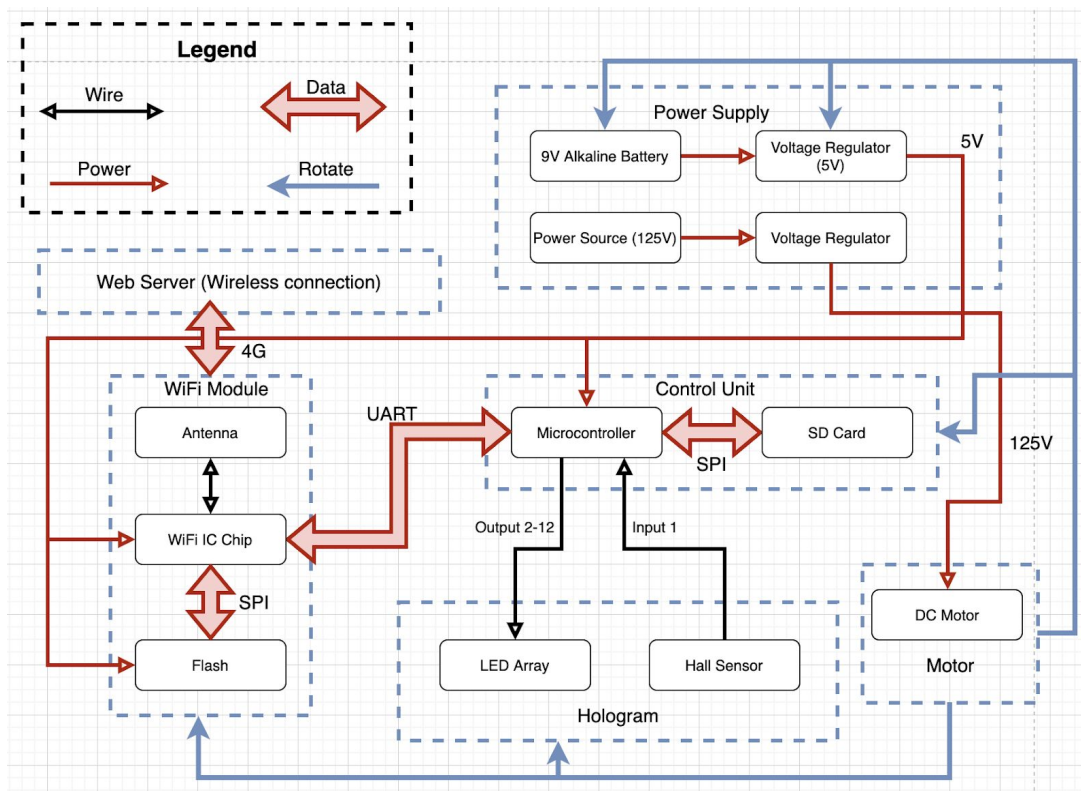 Legend
Wire
Data
Power
Rotate
Power Supply
9V Alkaline Battery
Voltage Regulator
(5V)
5V
Power Source (125V)
Voltage Regulator
Web Server (Wireless connection)
4G
WiFi Module
Control Unit
Antenna
UART
Microcontroller
SD Card
SPI
125V
Output 2-12
Input 1
WiFi IC Chip
SPI
Flash
LED Array
Hall Sensor
Hologram
DC Motor
Motor